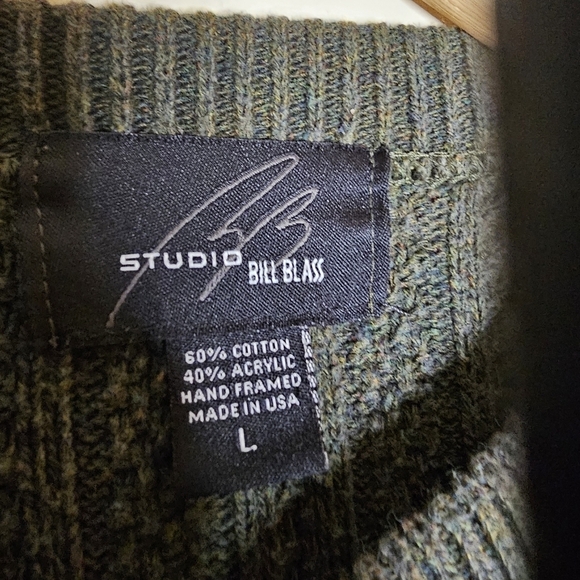 STUDIO BILL BLASS
60% COTTON
40% ACRYLIC
HAND FRAMED
MADE IN USA
L